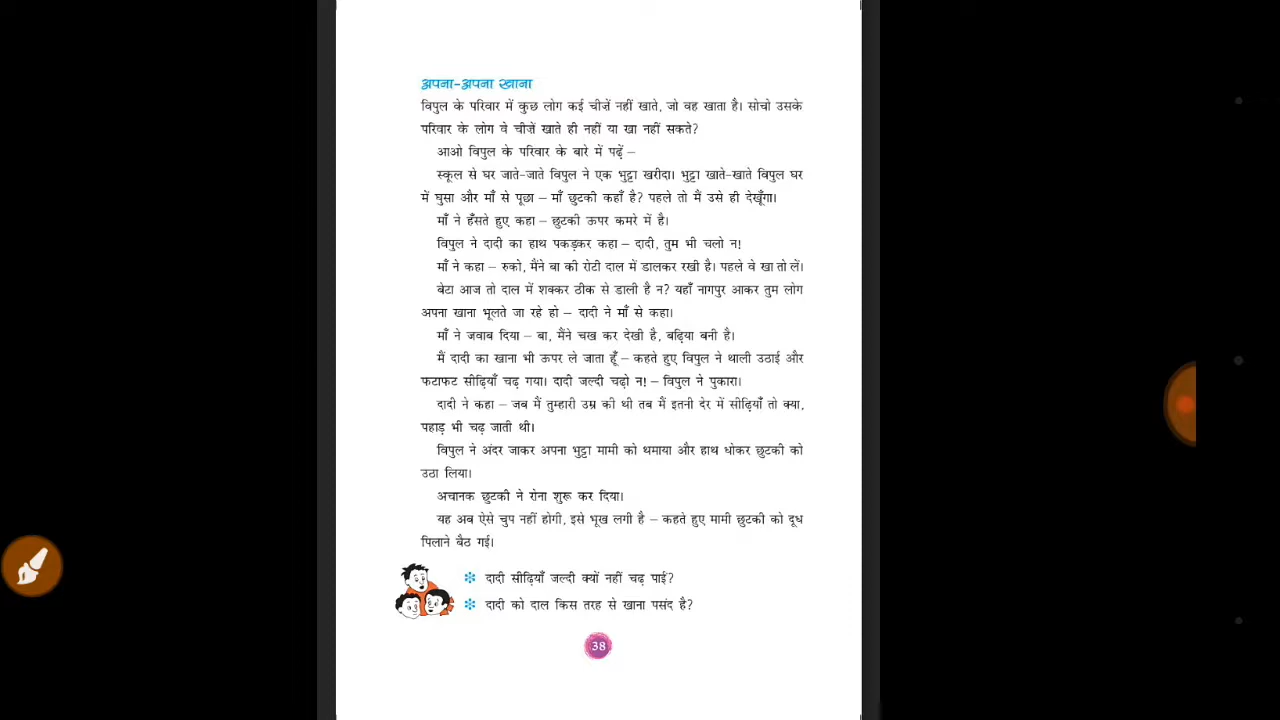 अपना-अपना खाना
विपुल के परिवार में कुछ लोग कई चीज़ें नहीं खाते, जो वह खाता है। सोचो उसके
परिवार के लोग वे चीज़ें खाते ही नहीं या खा नहीं सकते?
आओ विपुल के परिवार के बारे में पढ़ें –
स्कूल से घर जाते-जाते विपुल ने एक भुट्टा खरीदा। भुट्टा खाते-खाते विपुल घर
में घुसा और माँ से पूछा – माँ छुटकी कहाँ है? पहले तो मैं उसे ही देखूँगा।
माँ ने हँसते हुए कहा – छुटकी ऊपर कमरे में है।
विपुल ने दादी का हाथ पकड़कर कहा – दादी, तुम भी चलो न!
माँ ने कहा – रुको, मैंने बा की रोटी दाल में डालकर रखी है। पहले वे खा तो लें।
बेटा आज तो दाल में शक्कर ठीक से डाली है न? यहाँ नागपुर आकर तुम लोग
अपना खाना भूलते जा रहे हो – दादी ने माँ से कहा।
माँ ने जवाब दिया – बा, मैंने चख कर देखी है, बढ़िया बनी है।
मैं दादी का खाना भी ऊपर ले जाता हूँ – कहते हुए विपुल ने थाली उठाई और
फटाफट सीढ़ियाँ चढ़ गया। दादी जल्दी चढ़ो न! – विपुल ने पुकारा।
दादी ने कहा – जब मैं तुम्हारी उम्र की थी तब मैं इतनी देर में सीढ़ियाँ तो क्या,
पहाड़ भी चढ़ जाती थी।
विपुल ने अंदर जाकर अपना भुट्टा मामी को थमाया और हाथ धोकर छुटकी को
उठा लिया।
अचानक छुटकी ने रोना शुरू कर दिया।
यह अब ऐसे चुप नहीं होगी, इसे भूख लगी है – कहते हुए मामी छुटकी को दूध
पिलाने बैठ गई।
दादी सीढ़ियाँ जल्दी क्यों नहीं चढ़ पाई?
दादी को दाल किस तरह से खाना पसंद है?
38